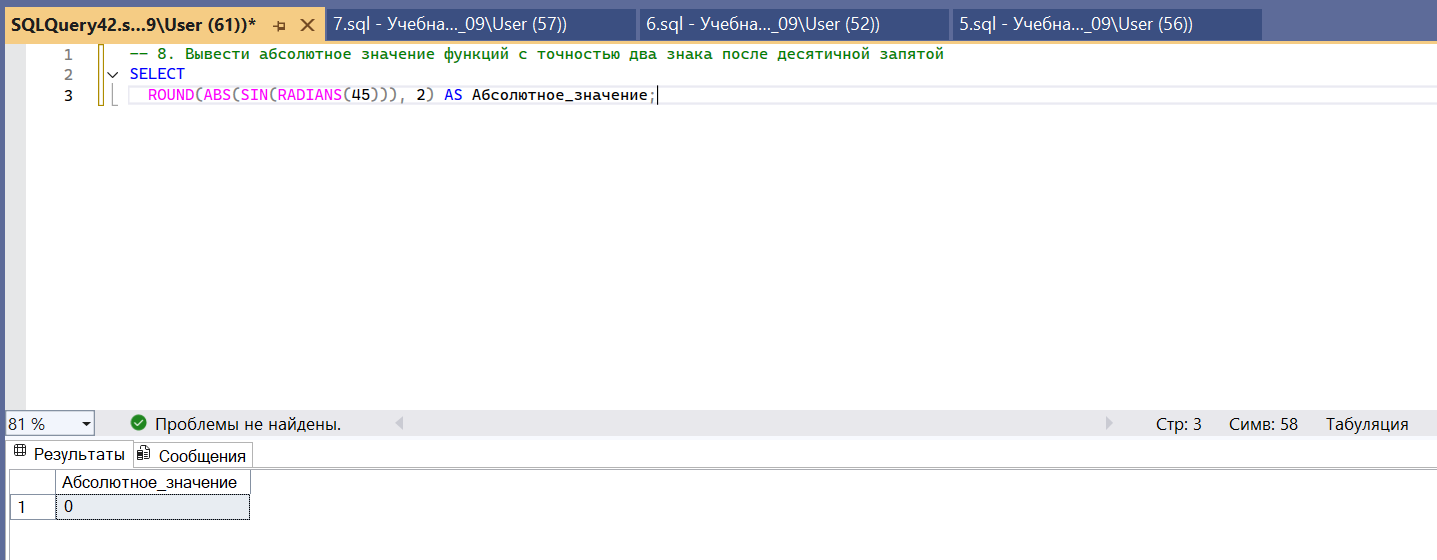 SQLQuery42.s...9\User (61))*
7.sql - Учебна..._09\User (57))
6.sql - Учебна..._09\User (52))
5.sql - Учебна..._09\User (56))
1 -- 8. Вывести абсолютное значение функций с точностью два знака после десятичной запятой
2 SELECT
3 ROUND(ABS(SIN(RADIANS(45))), 2) AS Абсолютное_значение;
81 % Проблемы не найдены. Стр: 3 Симв: 58 Табуляция
Результаты Сообщения
Абсолютное_значение
1 0